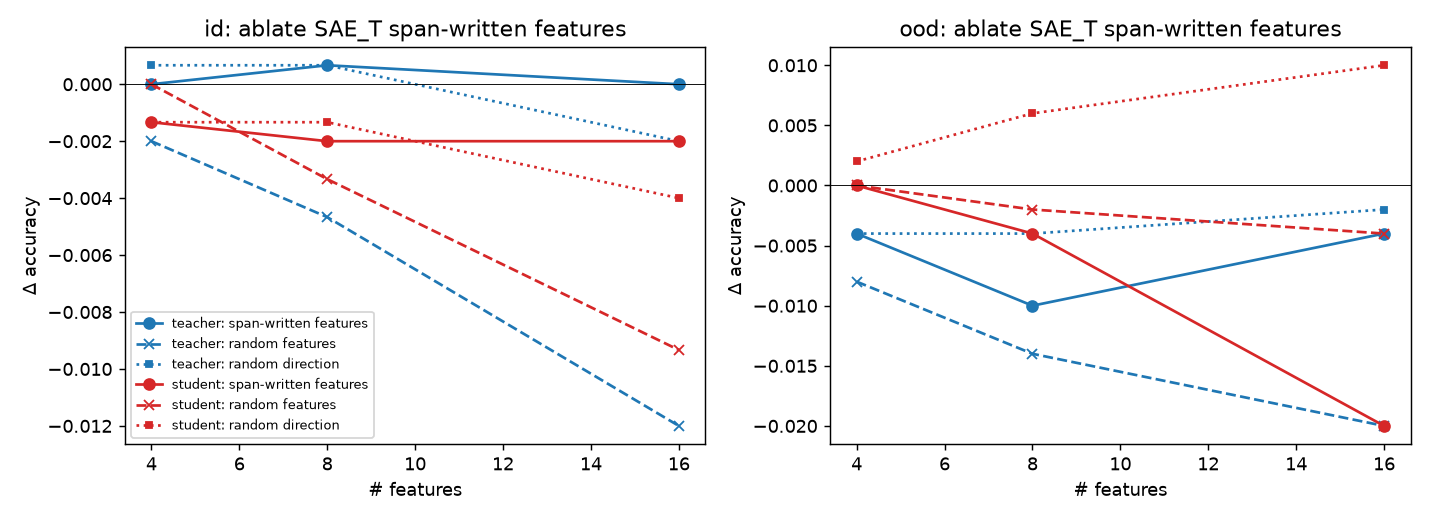 id: ablate SAE_T span-written features
0.000
−0.002
−0.004
−0.006
−0.008
−0.010
−0.012
Δ accuracy
teacher: span-written features
teacher: random features
teacher: random direction
student: span-written features
student: random features
student: random direction
4 6 8 10 12 14 16
# features
ood: ablate SAE_T span-written features
0.010
0.005
0.000
−0.005
−0.010
−0.015
−0.020
Δ accuracy
4 6 8 10 12 14 16
# features